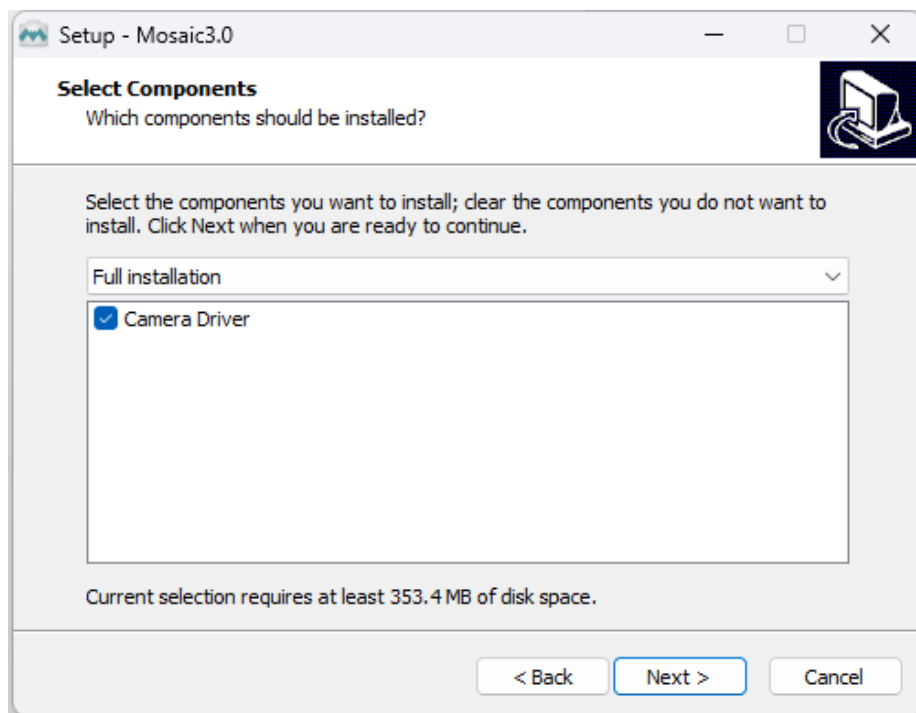 Setup - Mosaic3.0
Select Components
Which components should be installed?
Select the components you want to install; clear the components you do not want to
install. Click Next when you are ready to continue.
Full installation
Camera Driver
Current selection requires at least 353.4 MB of disk space.
< Back
Next >
Cancel